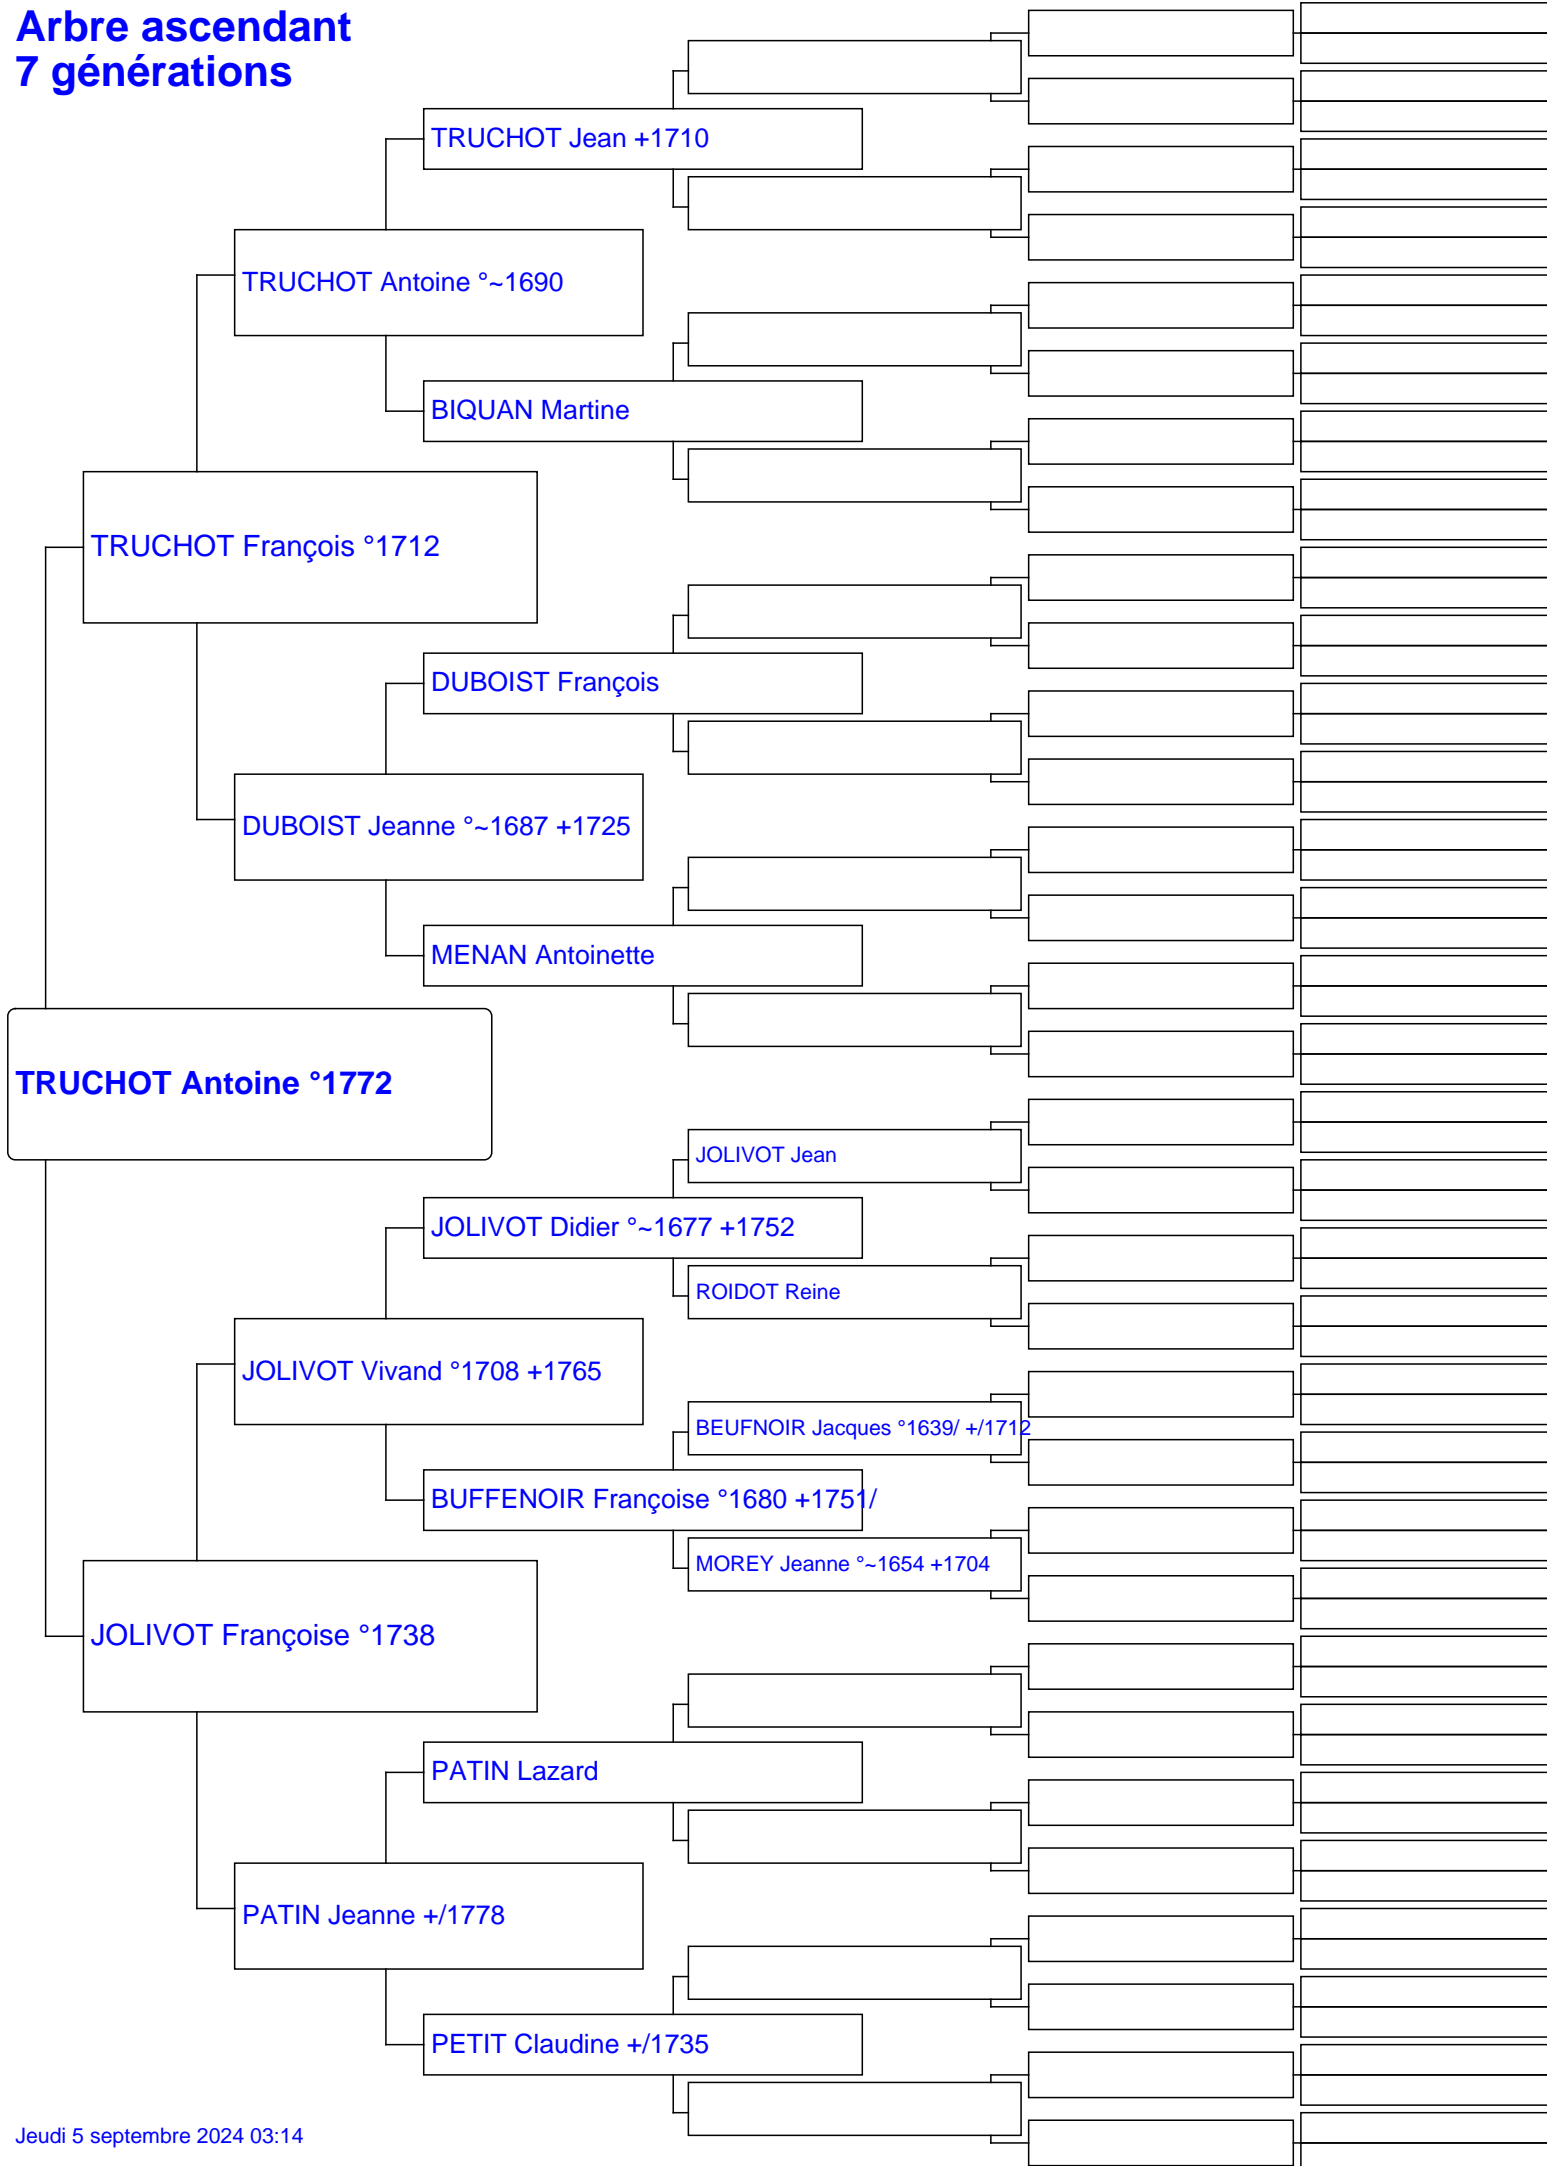 Arbre ascendant
7 générations
TRUCHOT Jean +1710
TRUCHOT Antoine °~1690
BIQUAN Martine
TRUCHOT François °1712
DUBOIST François
DUBOIST Jeanne °~1687 +1725
MENAN Antoinette
TRUCHOT Antoine °1772
JOLIVOT Jean
JOLIVOT Didier °~1677 +1752
ROIDOT Reine
JOLIVOT Vivand °1708 +1765
BEUFNOIR Jacques °1639/ +/1712
BUFFENOIR Françoise °1680 +1751/
MOREY Jeanne °~1654 +1704
JOLIVOT Françoise °1738
PATIN Lazard
PATIN Jeanne +/1778
PETIT Claudine +/1735
Jeudi 5 septembre 2024 03:14